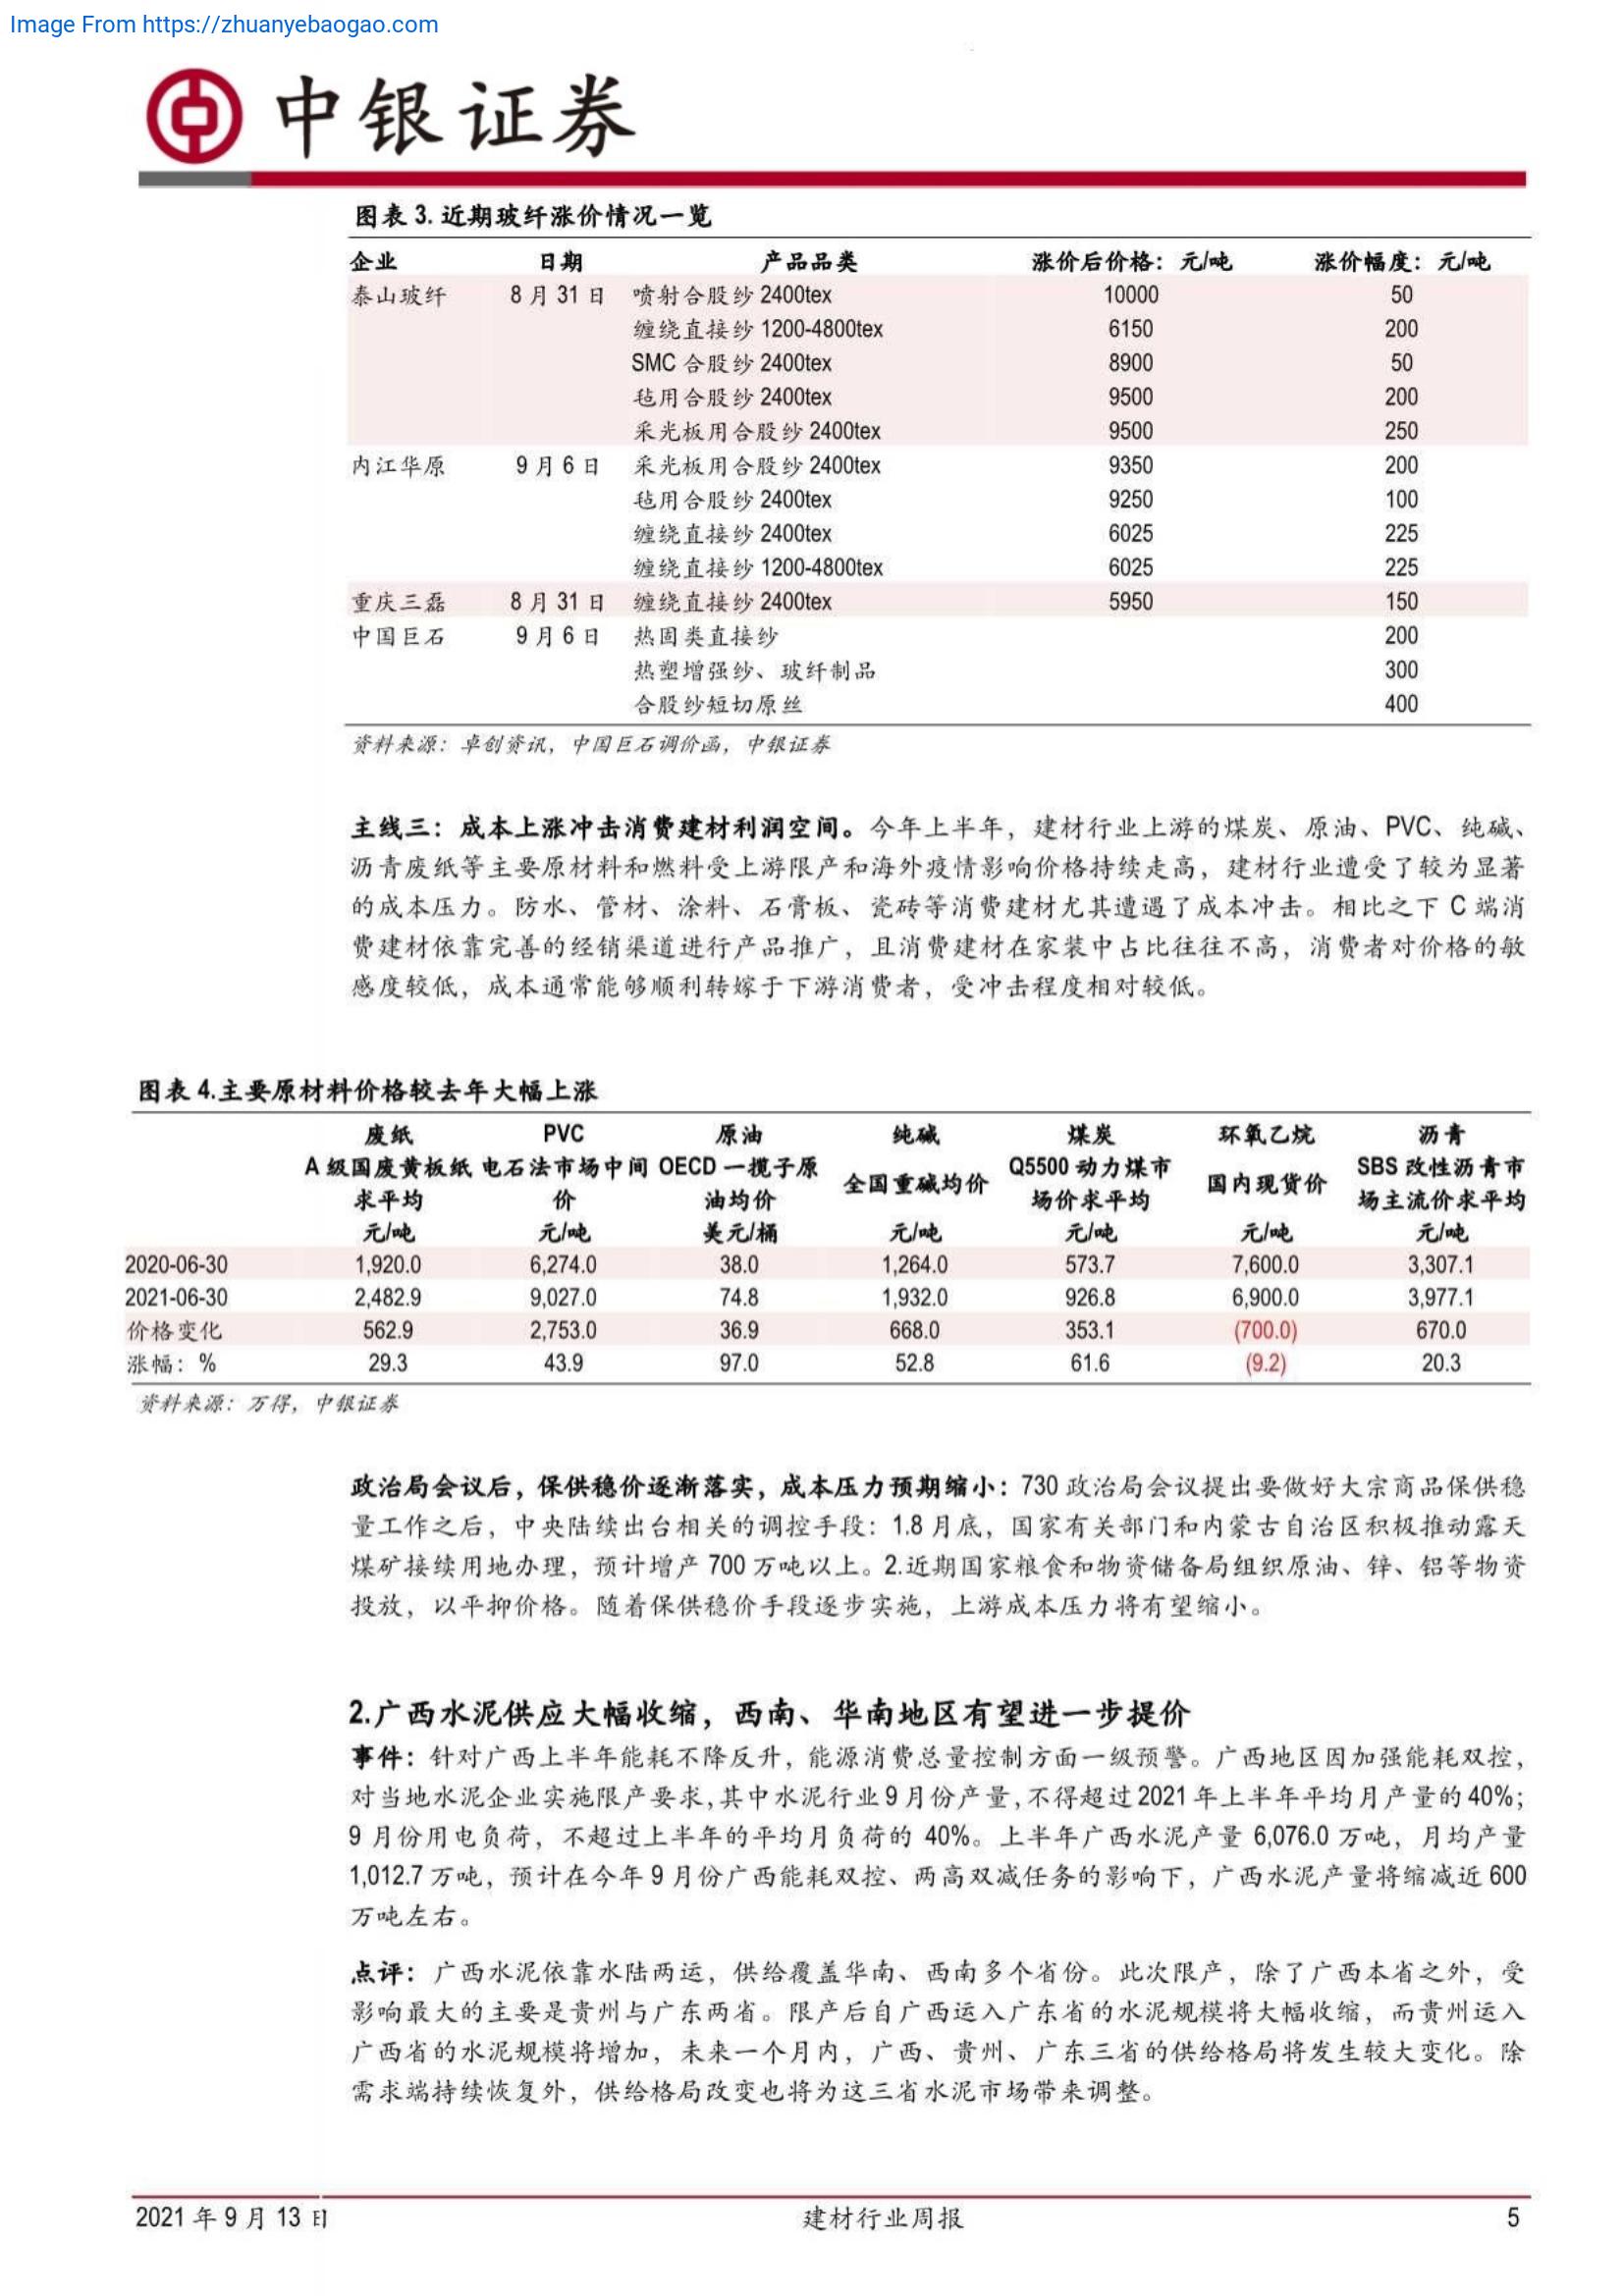 Image From https://zhuanyebaogao.com
中银证券
图表 3. 近期玻纤涨价情况一览
企业 日期 产品品类 涨价后价格：元/吨 涨价幅度：元/吨
泰山玻纤 8 月 31 日 喷射合股纱 2400tex 10000 50
缠绕直接纱 1200-4800tex 6150 200
SMC 合股纱 2400tex 8900 50
毡用合股纱 2400tex 9500 200
采光板用合股纱 2400tex 9500 250
内江华原 9 月 6 日 采光板用合股纱 2400tex 9350 200
毡用合股纱 2400tex 9250 100
缠绕直接纱 2400tex 6025 225
缠绕直接纱 1200-4800tex 6025 225
重庆三磊 8 月 31 日 缠绕直接纱 2400tex 5950 150
中国巨石 9 月 6 日 热固类直接纱 200
热塑增强纱、玻纤制品 300
合股纱短切原丝 400
资料来源：卓创资讯，中国巨石调价函，中银证券
主线三：成本上涨冲击消费建材利润空间。今年上半年，建材行业上游的煤炭、原油、PVC、纯碱、
沥青废纸等主要原材料和燃料受上游限产和海外疫情影响价格持续走高，建材行业遭受了较为显著
的成本压力。防水、管材、涂料、石膏板、瓷砖等消费建材尤其遭遇了成本冲击。相比之下 C 端消
费建材依靠完善的经销渠道进行产品推广，且消费建材在家装中占比往往不高，消费者对价格的敏
感度较低，成本通常能够顺利转嫁于下游消费者，受冲击程度相对较低。
图表 4.主要原材料价格较去年大幅上涨
废纸 PVC 原油 纯碱 煤炭 环氧乙烷 沥青
A 级国废黄板纸 电石法市场中间 OECD 一揽子原 全国重碱均价 Q5500 动力煤市 国内现货价 SBS 改性沥青市
求平均 价 油均价 场价求平均 场主流价求平均
元/吨 元/吨 美元/桶 元/吨 元/吨 元/吨 元/吨
2020-06-30 1,920.0 6,274.0 38.0 1,264.0 573.7 7,600.0 3,307.1
2021-06-30 2,482.9 9,027.0 74.8 1,932.0 926.8 6,900.0 3,977.1
价格变化 562.9 2,753.0 36.9 668.0 353.1 (700.0) 670.0
涨幅：% 29.3 43.9 97.0 52.8 61.6 (9.2) 20.3
资料来源：万得，中银证券
政治局会议后，保供稳价逐渐落实，成本压力预期缩小：730 政治局会议提出要做好大宗商品保供稳
量工作之后，中央陆续出台相关的调控手段：1.8 月底，国家有关部门和内蒙古自治区积极推动露天
煤矿接续用地办理，预计增产 700 万吨以上。2.近期国家粮食和物资储备局组织原油、锌、铝等物资
投放，以平抑价格。随着保供稳价手段逐步实施，上游成本压力将有望缩小。
2.广西水泥供应大幅收缩，西南、华南地区有望进一步提价
事件：针对广西上半年能耗不降反升，能源消费总量控制方面一级预警。广西地区因加强能耗双控，
对当地水泥企业实施限产要求，其中水泥行业 9 月份产量，不得超过 2021 年上半年平均月产量的 40%；
9 月份用电负荷，不超过上半年的平均月负荷的 40%。上半年广西水泥产量 6,076.0 万吨，月均产量
1,012.7 万吨，预计在今年 9 月份广西能耗双控、两高双减任务的影响下，广西水泥产量将缩减近 600
万吨左右。
点评：广西水泥依靠水陆两运，供给覆盖华南、西南多个省份。此次限产，除了广西本省之外，受
影响最大的主要是贵州与广东两省。限产后自广西运入广东省的水泥规模将大幅收缩，而贵州运入
广西省的水泥规模将增加，未来一个月内，广西、贵州、广东三省的供给格局将发生较大变化。除
需求端持续恢复外，供给格局改变也将为这三省水泥市场带来调整。
2021 年 9 月 13 日 建材行业周报 5